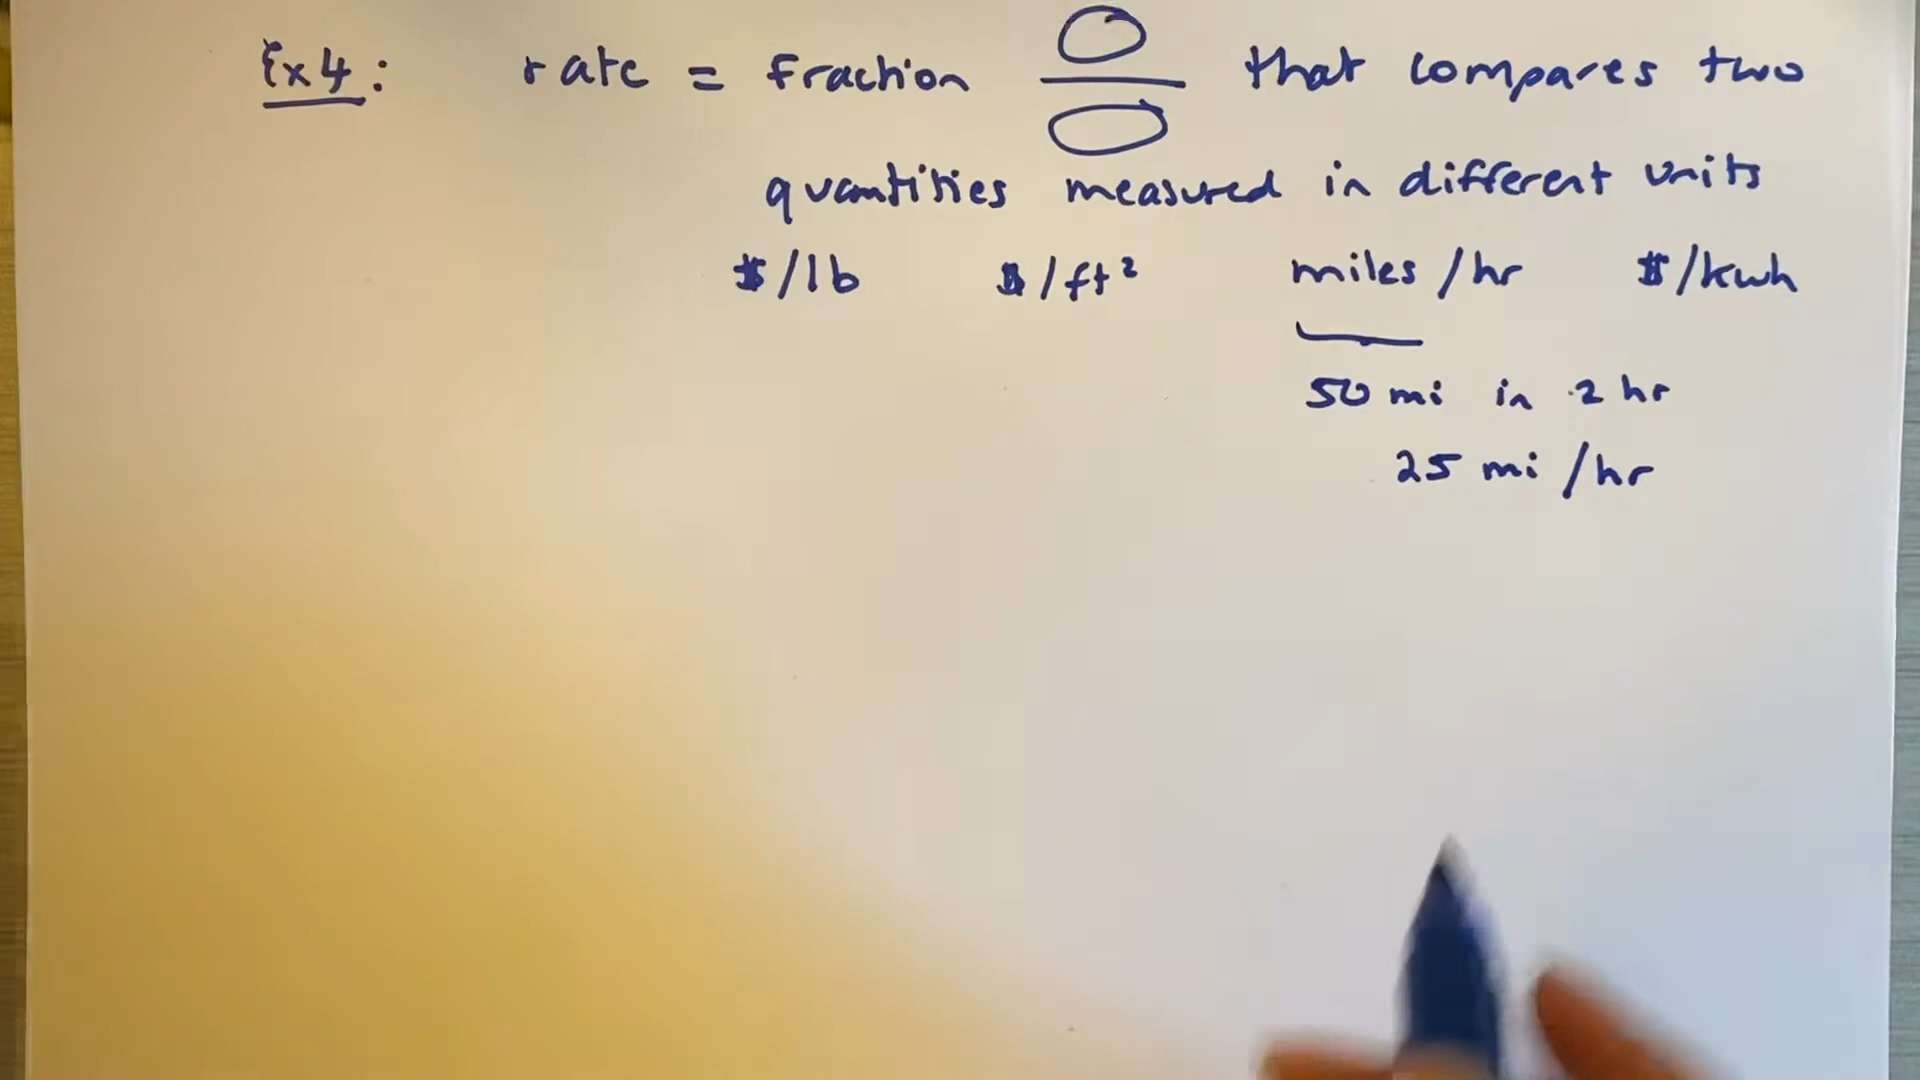 Ex4: rate = fraction — that compares two
quantities measured in different units
$/lb $/ft² miles/hr $/kwh
50 mi in 2 hr
25 mi/hr